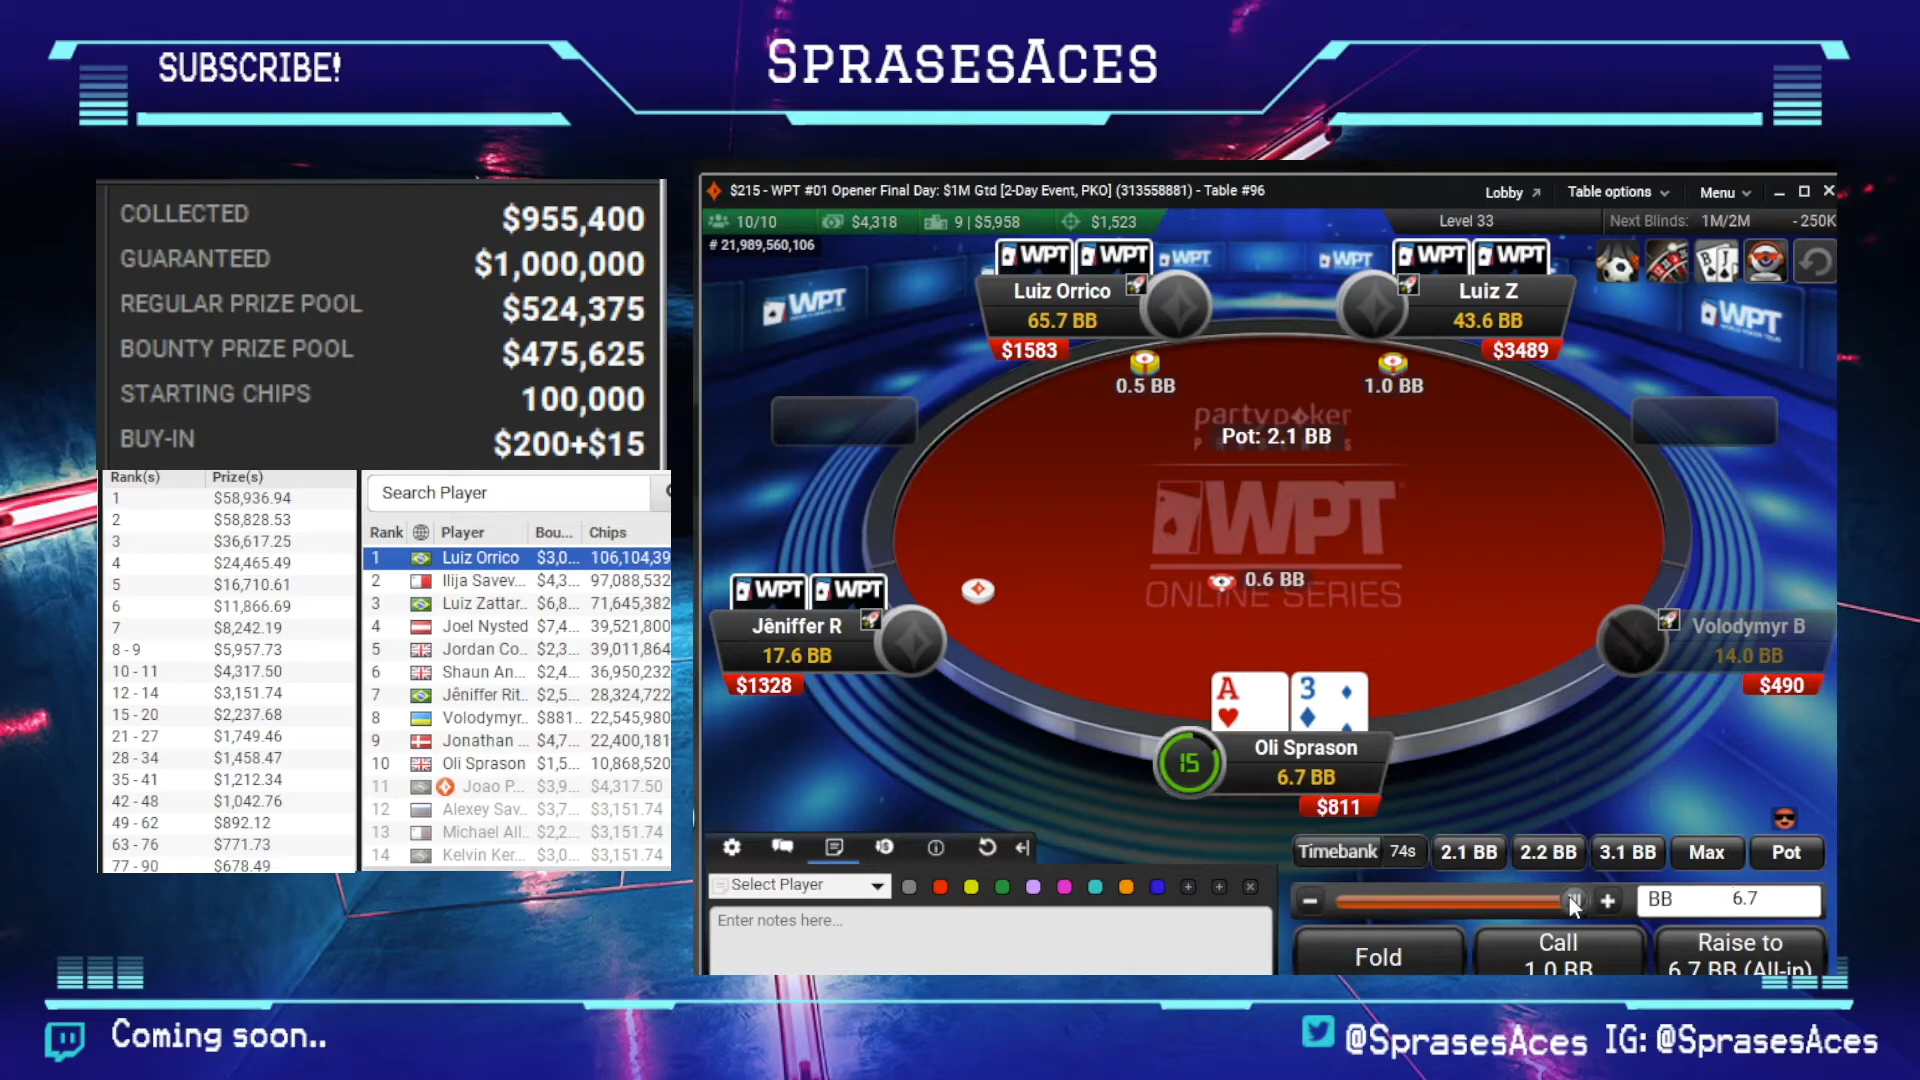 SUBSCRIBE!
SPRASESACES
COLLECTED $955,400
GUARANTEED $1,000,000
REGULAR PRIZE POOL $524,375
BOUNTY PRIZE POOL $475,625
STARTING CHIPS 100,000
BUY-IN $200+$15
Rank(s) Prize(s)
1 $58,936.94
2 $58,828.53
3 $36,617.25
4 $24,465.49
5 $16,710.61
6 $11,866.69
7 $8,242.19
8 - 9 $5,957.73
10 - 11 $4,317.50
12 - 14 $3,151.74
15 - 20 $2,237.68
21 - 27 $1,749.46
28 - 34 $1,458.47
35 - 41 $1,212.34
42 - 48 $1,042.76
49 - 62 $892.12
63 - 76 $771.73
77 - 90 $678.49
Search Player
Rank Player Bou... Chips
1 Luiz Orrico $3,0... 106,104,39
2 Ilija Savev... $4,3... 97,088,532
3 Luiz Zattar.. $6,8... 71,645,382
4 Joel Nysted $7,4... 39,521,800
5 Jordan Co... $2,3... 39,011,864
6 Shaun An... $2,4... 36,950,232
7 Jêniffer Rit.. $2,5... 28,324,722
8 Volodymyr.. $881.. 22,545,980
9 Jonathan ... $4,7... 22,400,181
10 Oli Sprason $1,5... 10,868,520
11 Joao P... $3,9... $4,317.50
12 Alexey Sav.. $3,7... $3,151.74
13 Michael All.. $2,2... $3,151.74
14 Kelvin Ker... $3,0... $3,151.74
$215 - WPT #01 Opener Final Day: $1M Gtd [2-Day Event, PKO] (313558881) - Table #96
Lobby Table options Menu
10/10 $4,318 9 | $5,958 $1,523
Level 33 Next Blinds: 1M/2M - 250K
# 21,989,560,106
WPT WPT WPT WPT WPT WPT
WPT WPT
Luiz Orrico
65.7 BB
$1583
Luiz Z
43.6 BB
$3489
0.5 BB
1.0 BB
partypoker
Pot: 2.1 BB
WPT
ONLINE SERIES
0.6 BB
WPT WPT
Jêniffer R
17.6 BB
$1328
Volodymyr B
14.0 BB
$490
A 3
15
Oli Sprason
6.7 BB
$811
Timebank 74s 2.1 BB 2.2 BB 3.1 BB Max Pot
BB 6.7
Select Player
Enter notes here...
Fold
Call
1.0 BB
Raise to
6.7 BB (All-in)
Coming soon..
@SprasesAces IG: @SprasesAces